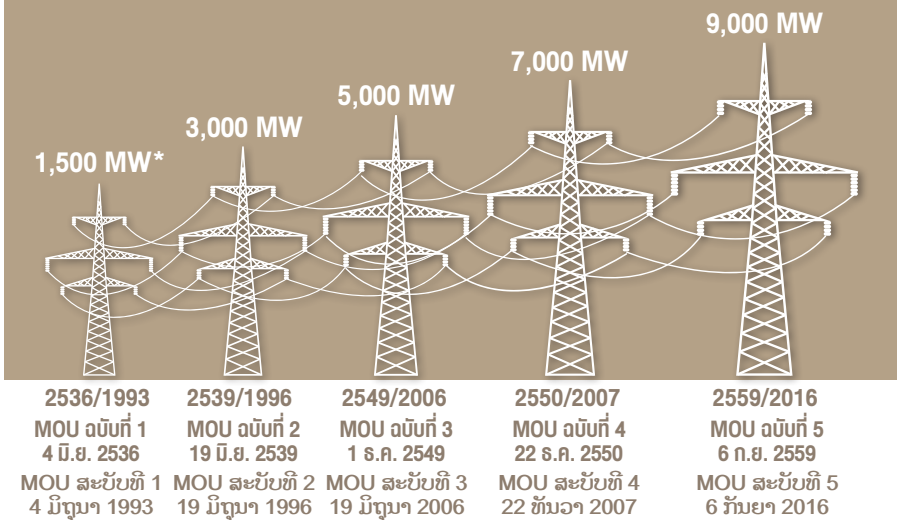 1,500 MW*
3,000 MW
5,000 MW
7,000 MW
9,000 MW
2536/1993
MOU ฉบับที่ 1
4 มิ.ย. 2536
MOU ສະບັບທີ 1
4 ມິຖຸນາ 1993
2539/1996
MOU ฉบับที่ 2
19 มิ.ย. 2539
MOU ສະບັບທີ 2
19 ມິຖຸນາ 1996
2549/2006
MOU ฉบับที่ 3
1 ธ.ค. 2549
MOU ສະບັບທີ 3
19 ມິຖຸນາ 2006
2550/2007
MOU ฉบับที่ 4
22 ธ.ค. 2550
MOU ສະບັບທີ 4
22 ທັນວາ 2007
2559/2016
MOU ฉบับที่ 5
6 ก.ย. 2559
MOU ສະບັບທີ 5
6 ກັນຍາ 2016